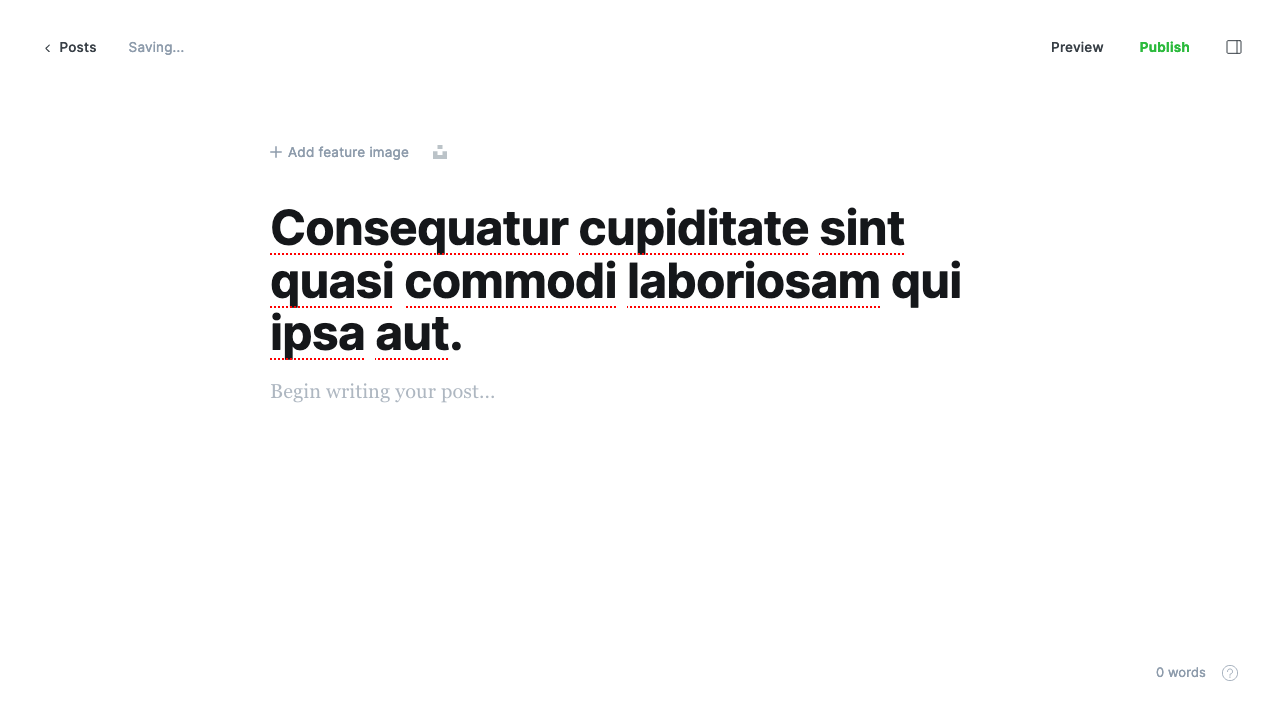 Posts
Saving...
Preview
Publish
Add feature image
Consequatur cupiditate sint
quasi commodi laboriosam qui
ipsa aut.
Begin writing your post...
0 words
?